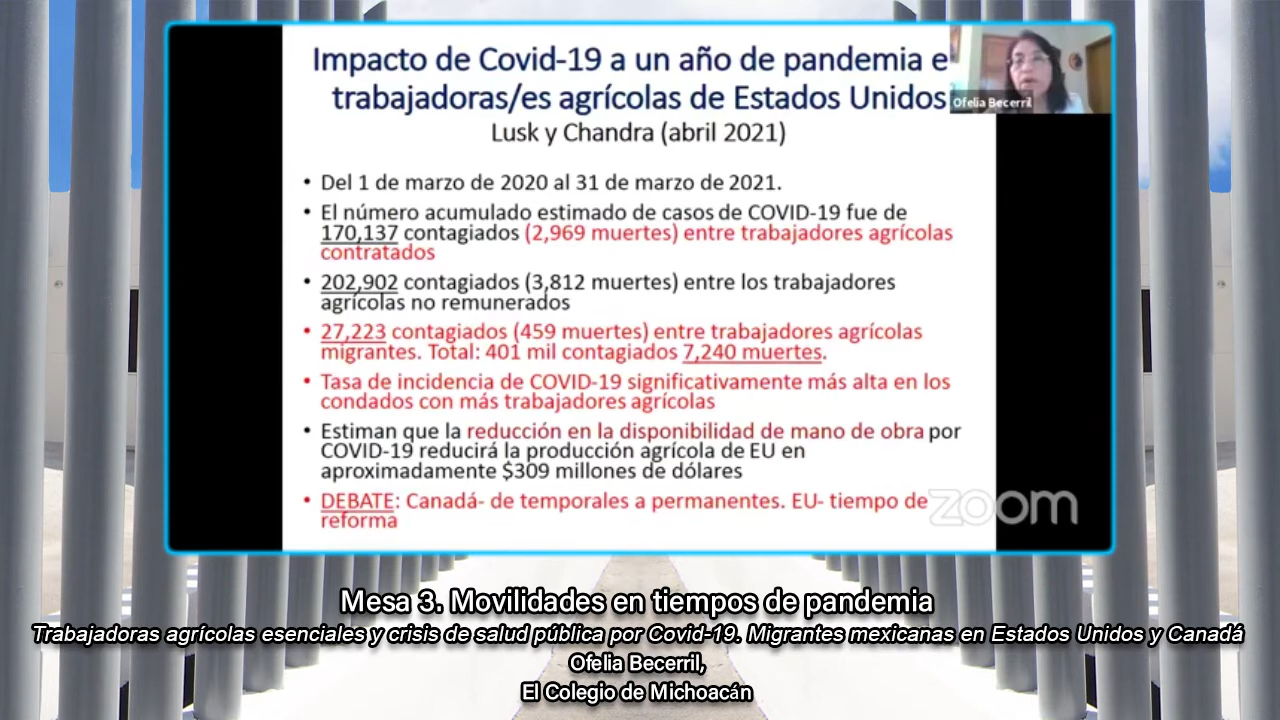 Impacto de Covid-19 a un año de pandemia e
trabajadoras/es agrícolas de Estados Unidos
Lusk y Chandra (abril 2021)
Ofelia Becerril
• Del 1 de marzo de 2020 al 31 de marzo de 2021.
• El número acumulado estimado de casos de COVID-19 fue de
170,137 contagiados (2,969 muertes) entre trabajadores agrícolas
contratados
• 202,902 contagiados (3,812 muertes) entre los trabajadores
agrícolas no remunerados
• 27,223 contagiados (459 muertes) entre trabajadores agrícolas
migrantes. Total: 401 mil contagiados 7,240 muertes.
• Tasa de incidencia de COVID-19 significativamente más alta en los
condados con más trabajadores agrícolas
• Estiman que la reducción en la disponibilidad de mano de obra por
COVID-19 reducirá la producción agrícola de EU en
aproximadamente $309 millones de dólares
• DEBATE: Canadá- de temporales a permanentes. EU- tiempo de
reforma
zoom
Mesa 3. Movilidades en tiempos de pandemia
Trabajadoras agrícolas esenciales y crisis de salud pública por Covid-19. Migrantes mexicanas en Estados Unidos y Canadá
Ofelia Becerril,
El Colegio de Michoacán